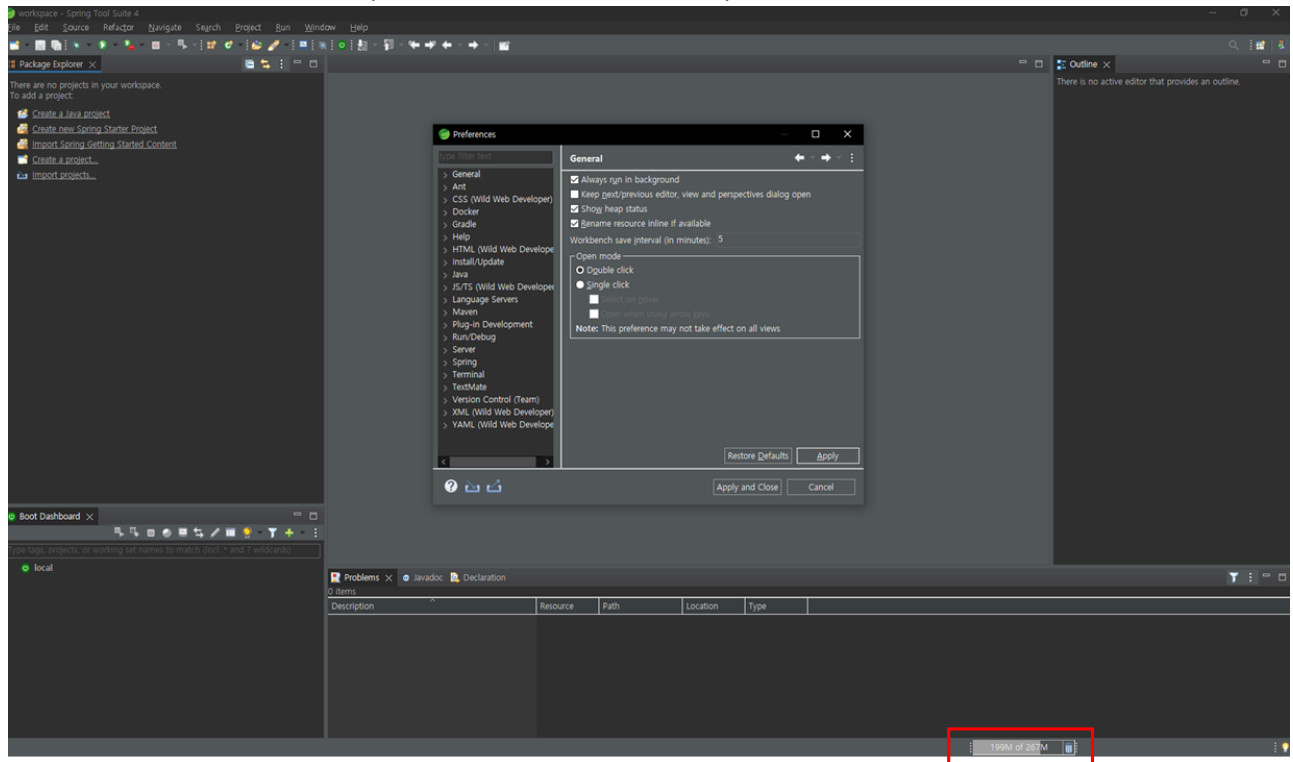 workspace - Spring Tool Suite 4
File Edit Source Refactor Navigate Search Project Run Window Help
Package Explorer
There are no projects in your workspace.
To add a project:
Create a Java project
Create new Spring Starter Project
Import Spring Getting Started Content
Create a project...
Import projects...
Outline
There is no active editor that provides an outline.
Preferences
type filter text
General
Ant
CSS (Wild Web Developer)
Docker
Gradle
Help
HTML (Wild Web Develope
Install/Update
Java
JS/TS (Wild Web Developer
Language Servers
Maven
Plug-in Development
Run/Debug
Server
Spring
Terminal
TextMate
Version Control (Team)
XML (Wild Web Developer)
YAML (Wild Web Develope
General
Always run in background
Keep next/previous editor, view and perspectives dialog open
Show heap status
Rename resource inline if available
Workbench save interval (in minutes): 5
Open mode
Double click
Single click
Select on hover
Open when using arrow keys
Note: This preference may not take effect on all views
Restore Defaults Apply
Apply and Close Cancel
Boot Dashboard
Type tags, projects, or working set names to match (incl. * and ? wildcards)
local
Problems Javadoc Declaration
0 items
Description Resource Path Location Type
199M of 267M